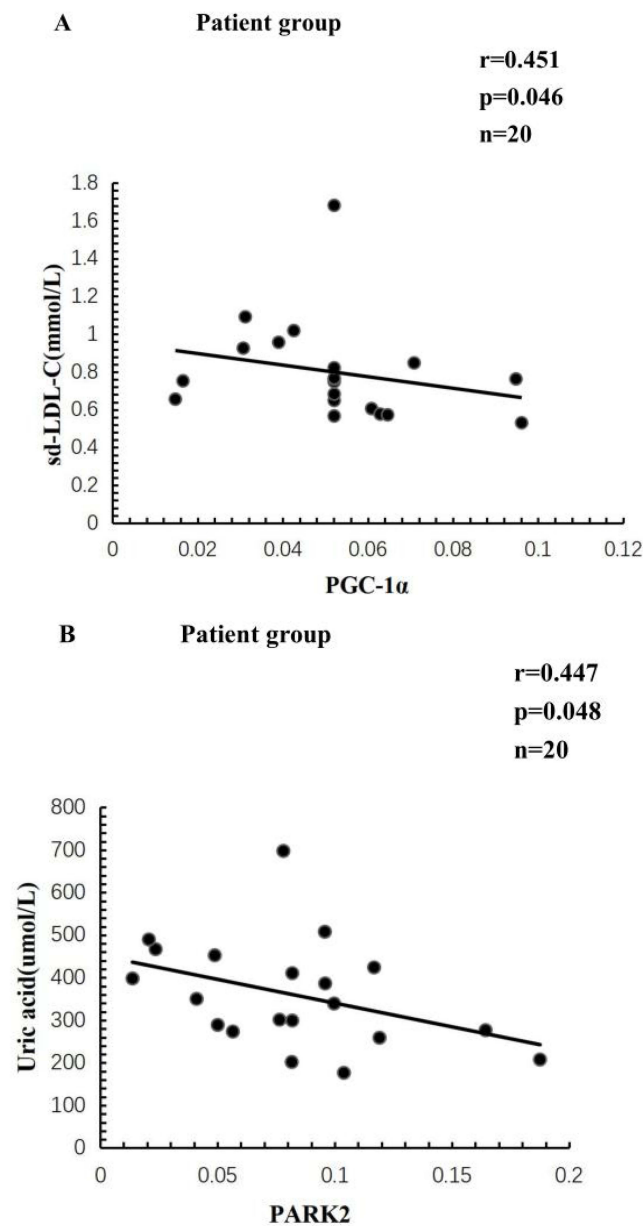 A Patient group
r=0.451
p=0.046
n=20
1.8
1.6
1.4
1.2
1
0.8
0.6
0.4
0.2
0
sd-LDL-C(mmol/L)
0 0.02 0.04 0.06 0.08 0.1 0.12
PGC-1α
B Patient group
r=0.447
p=0.048
n=20
800
700
600
500
400
300
200
100
0
Uric acid(umol/L)
0 0.05 0.1 0.15 0.2
PARK2